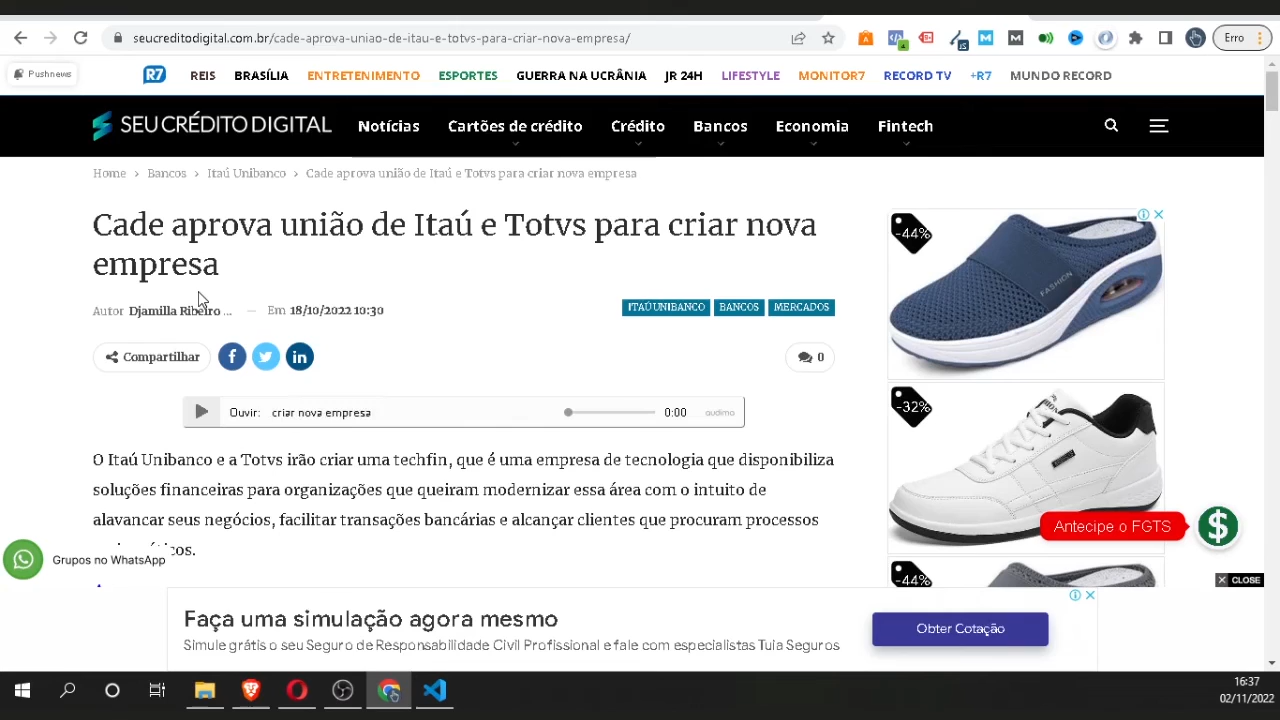 seucreditodigital.com.br/cade-aprova-uniao-de-itau-e-totvs-para-criar-nova-empresa/
Erro
Pushnews
R7 REIS BRASÍLIA ENTRETENIMENTO ESPORTES GUERRA NA UCRÂNIA JR 24H LIFESTYLE MONITOR7 RECORD TV +R7 MUNDO RECORD
SEU CRÉDITO DIGITAL Notícias Cartões de crédito Crédito Bancos Economia Fintech
Home > Bancos > Itaú Unibanco > Cade aprova união de Itaú e Totvs para criar nova empresa
Cade aprova união de Itaú e Totvs para criar nova
empresa
Autor Djamilla Ribeiro ... — Em 18/10/2022 10:30
ITAÚ UNIBANCO BANCOS MERCADOS
Compartilhar
0
Ouvir: criar nova empresa 0:00 audima
O Itaú Unibanco e a Totvs irão criar uma techfin, que é uma empresa de tecnologia que disponibiliza
soluções financeiras para organizações que queiram modernizar essa área com o intuito de
alavancar seus negócios, facilitar transações bancárias e alcançar clientes que procuram processos
Grupos no WhatsApp
-44%
FASHION
-32%
Antecipe o FGTS
$
-44%
X CLOSE
Faça uma simulação agora mesmo
Simule grátis o seu Seguro de Responsabilidade Civil Profissional e fale com especialistas Tuia Seguros
Obter Cotação
16:37
02/11/2022